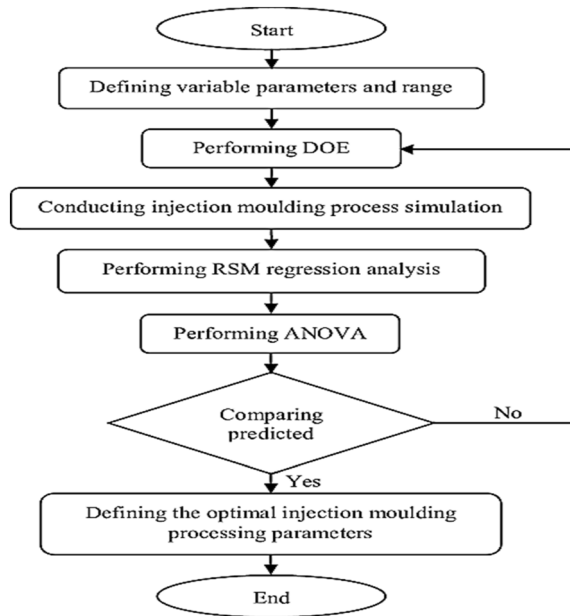 Start
Defining variable parameters and range
Performing DOE
Conducting injection moulding process simulation
Performing RSM regression analysis
Performing ANOVA
Comparing
predicted
No
Yes
Defining the optimal injection moulding
processing parameters
End